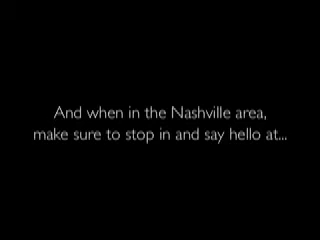 And when in the Nashville area,
make sure to stop in and say hello at...